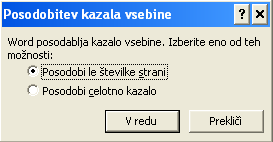 Posodobitev kazala vsebine
Word posodablja kazalo vsebine. Izberite eno od teh
možnosti:
Posodobi le številke strani
Posodobi celotno kazalo
V redu
Prekliči